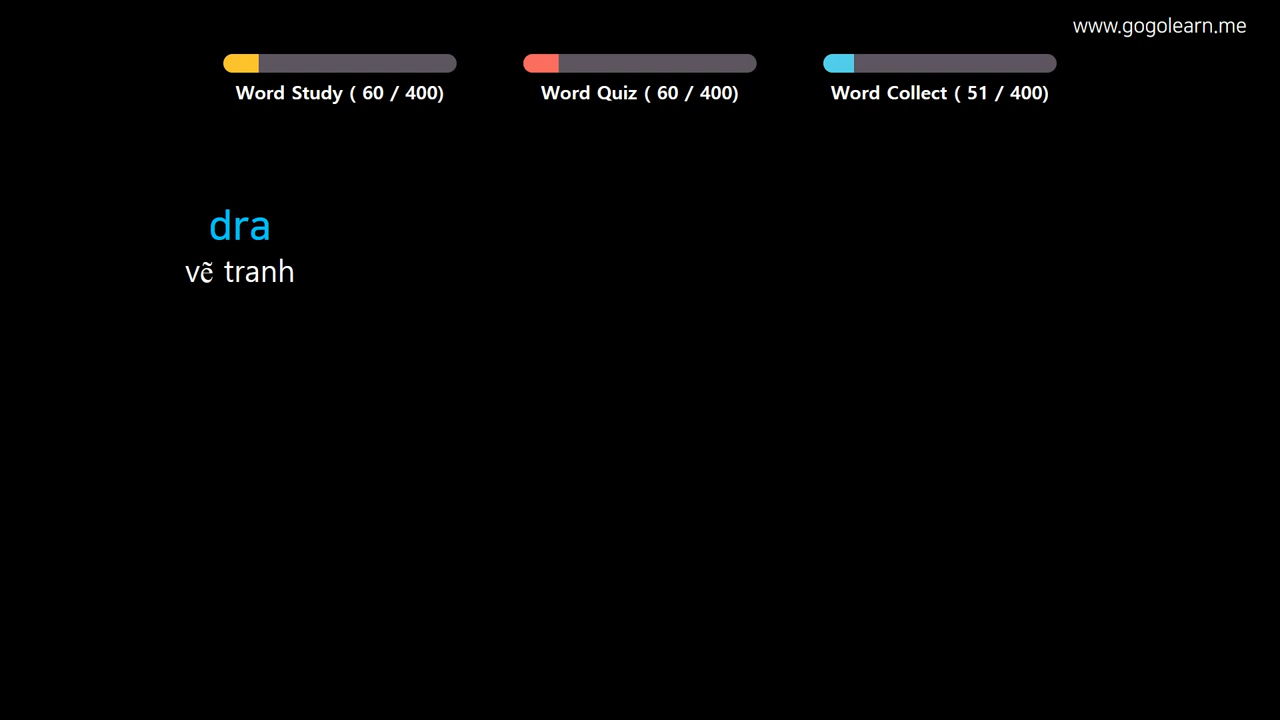 www.gogolearn.me
Word Study ( 60 / 400)
Word Quiz ( 60 / 400)
Word Collect ( 51 / 400)
dra
vẽ tranh